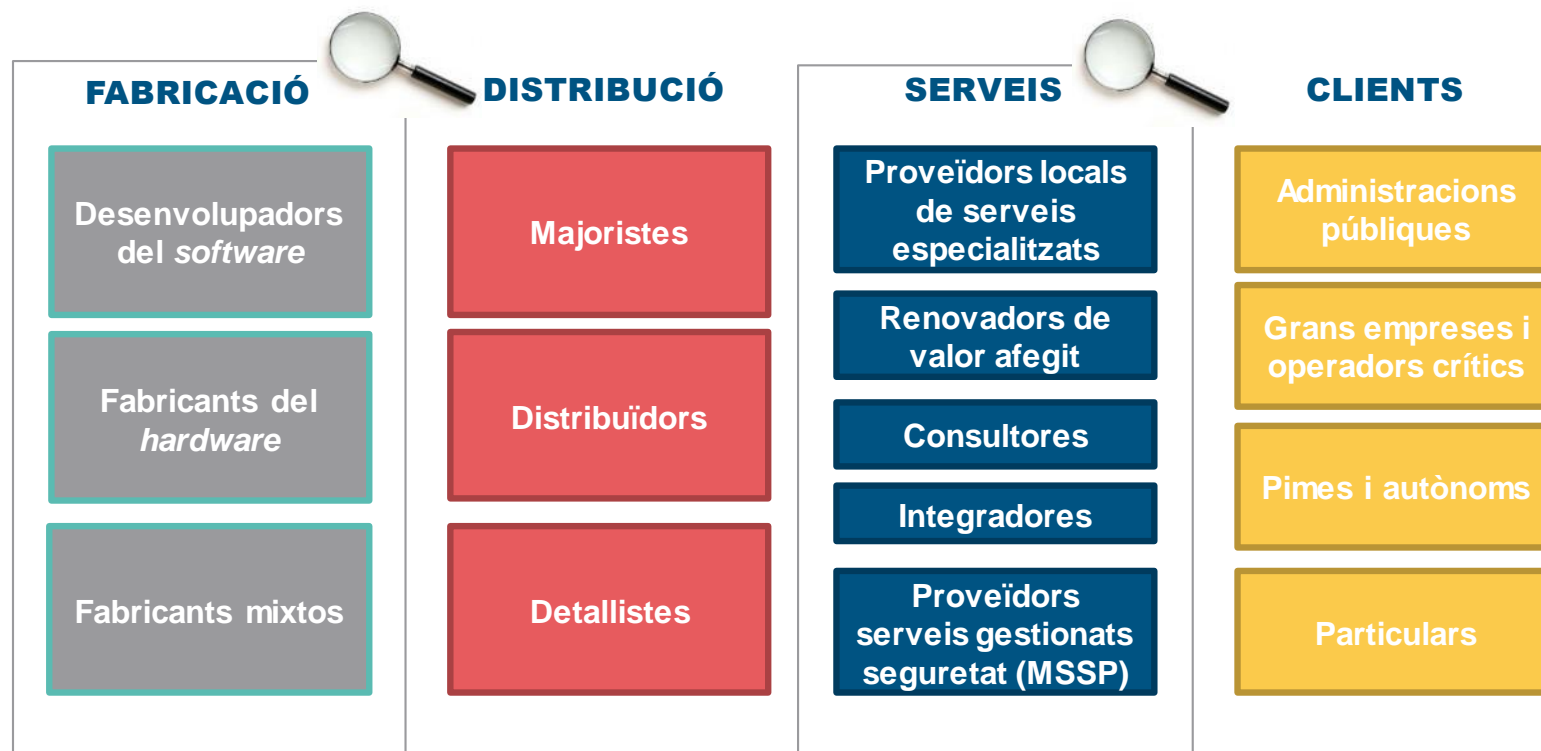 FABRICACIÓ
Desenvolupadors
del software
Fabricants del
hardware
Fabricants mixtos
DISTRIBUCIÓ
Majoristes
Distribuïdors
Detallistes
SERVEIS
Proveïdors locals
de serveis
especialitzats
Renovadors de
valor afegit
Consultores
Integradores
Proveïdors
serveis gestionats
seguretat (MSSP)
CLIENTS
Administracions
públiques
Grans empreses i
operadors crítics
Pimes i autònoms
Particulars